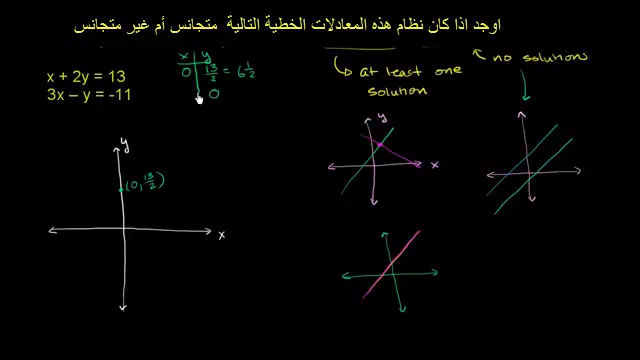 اوجد اذا كان نظام هذه المعادلات الخطية التالية متجانس أم غير متجانس
x + 2y = 13
3x – y = -11
x y
0 13/2 = 6 1/2
0
at least one
solution
no solutions
y
x
y
(0, 13/2)
x